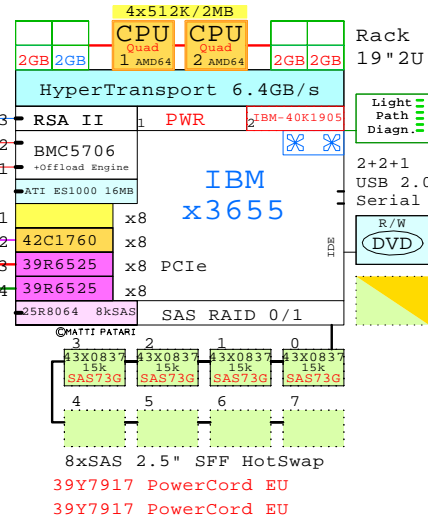 4x512K/2MB
CPU CPU
Quad Quad
1 AMD64 2 AMD64
2GB 2GB 2GB 2GB
Rack
19"2U
HyperTransport 6.4GB/s
3 RSA II 1 PWR 2 IBM-40K1905
Light
Path
Diagn.
2 BMC5706
1 +Offload Engine
ATI ES1000 16MB
IBM
x3655
2+2+1
USB 2.0
Serial
1 x8
2 42C1760 x8
3 39R6525 x8 PCIe
4 39R6525 x8
IDE
R/W
DVD
25R8064 8kSAS SAS RAID 0/1
©MATTI PATARI
3 2 1 0
43X0837 43X0837 43X0837 43X0837
15k 15k 15k 15k
SAS73G SAS73G SAS73G SAS73G
4 5 6 7
8xSAS 2.5" SFF HotSwap
39Y7917 PowerCord EU
39Y7917 PowerCord EU